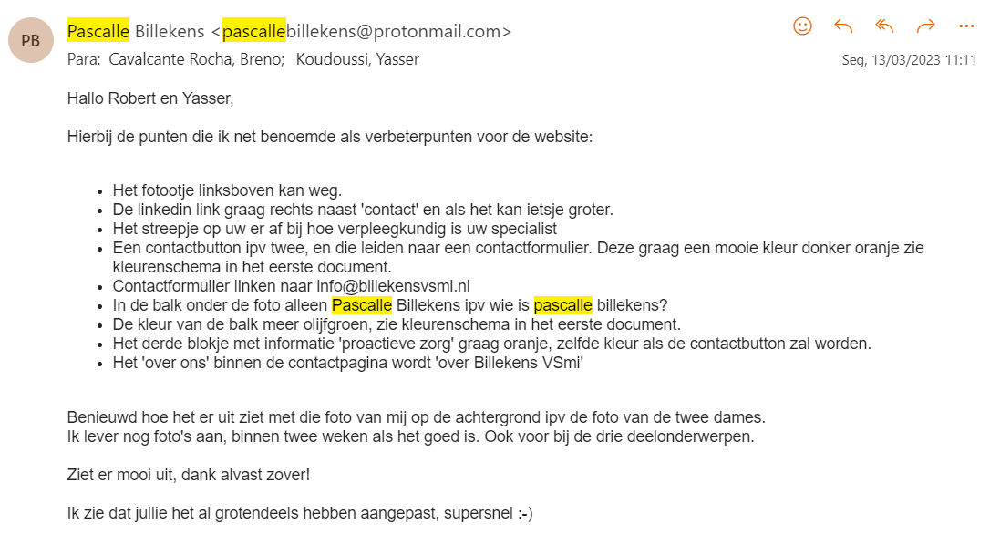 PB
Pascalle Billekens <pascallebillekens@protonmail.com>
Para: Cavalcante Rocha, Breno; Koudoussi, Yasser
Seg, 13/03/2023 11:11
Hallo Robert en Yasser,
Hierbij de punten die ik net benoemde als verbeterpunten voor de website:
• Het fotootje linksboven kan weg.
• De linkedin link graag rechts naast 'contact' en als het kan ietsje groter.
• Het streepje op uw er af bij hoe verpleegkundig is uw specialist
• Een contactbutton ipv twee, en die leiden naar een contactformulier. Deze graag een mooie kleur donker oranje zie
kleurenschema in het eerste document.
• Contactformulier linken naar info@billekensvsmi.nl
• In de balk onder de foto alleen Pascalle Billekens ipv wie is pascalle billekens?
• De kleur van de balk meer olijfgroen, zie kleurenschema in het eerste document.
• Het derde blokje met informatie 'proactieve zorg' graag oranje, zelfde kleur als de contactbutton zal worden.
• Het 'over ons' binnen de contactpagina wordt 'over Billekens VSmi'
Benieuwd hoe het er uit ziet met die foto van mij op de achtergrond ipv de foto van de twee dames.
Ik lever nog foto's aan, binnen twee weken als het goed is. Ook voor bij de drie deelonderwerpen.
Ziet er mooi uit, dank alvast zover!
Ik zie dat jullie het al grotendeels hebben aangepast, supersnel :-)